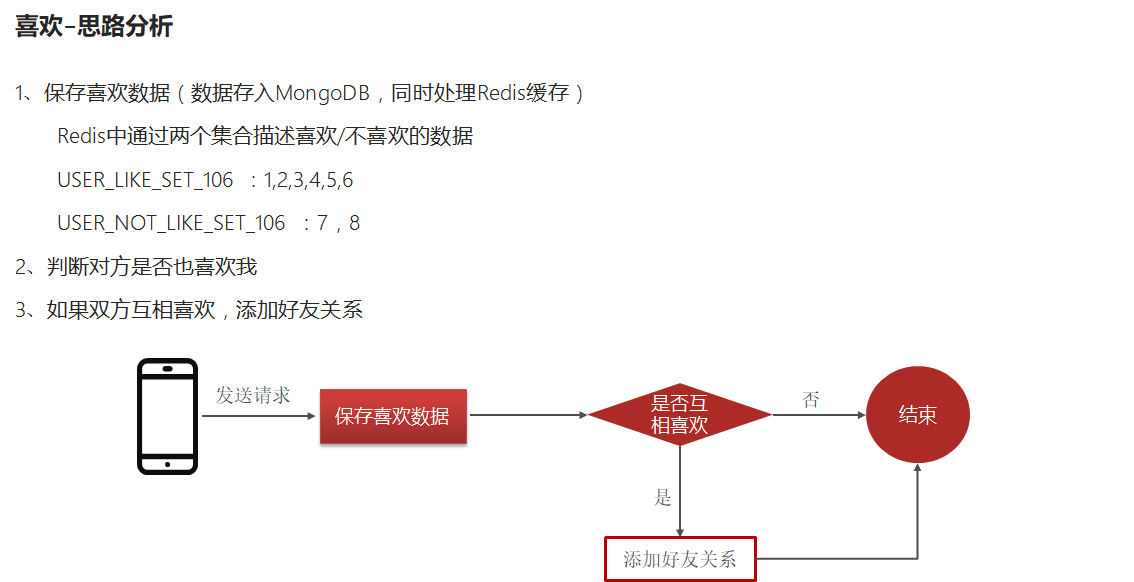 喜欢-思路分析
1、保存喜欢数据（数据存入MongoDB，同时处理Redis缓存）
Redis中通过两个集合描述喜欢/不喜欢的数据
USER_LIKE_SET_106 ：1,2,3,4,5,6
USER_NOT_LIKE_SET_106 ：7，8
2、判断对方是否也喜欢我
3、如果双方互相喜欢，添加好友关系
发送请求
保存喜欢数据
是否互
相喜欢
否
结束
是
添加好友关系